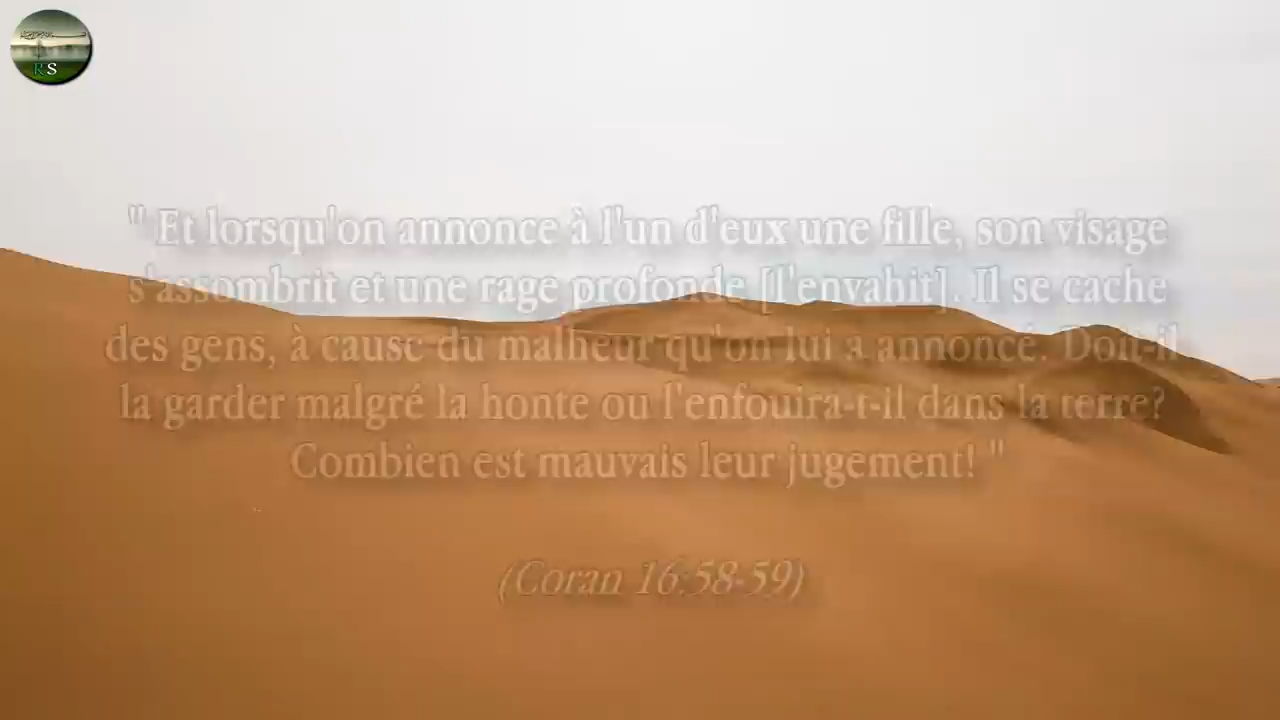 RS
" Et lorsqu'on annonce à l'un d'eux une fille, son visage
s'assombrit et une rage profonde [l'envahit]. Il se cache
des gens, à cause du malheur qu'on lui a annoncé. Doit-il
la garder malgré la honte ou l'enfouira-t-il dans la terre?
Combien est mauvais leur jugement! "
(Coran 16:58-59)